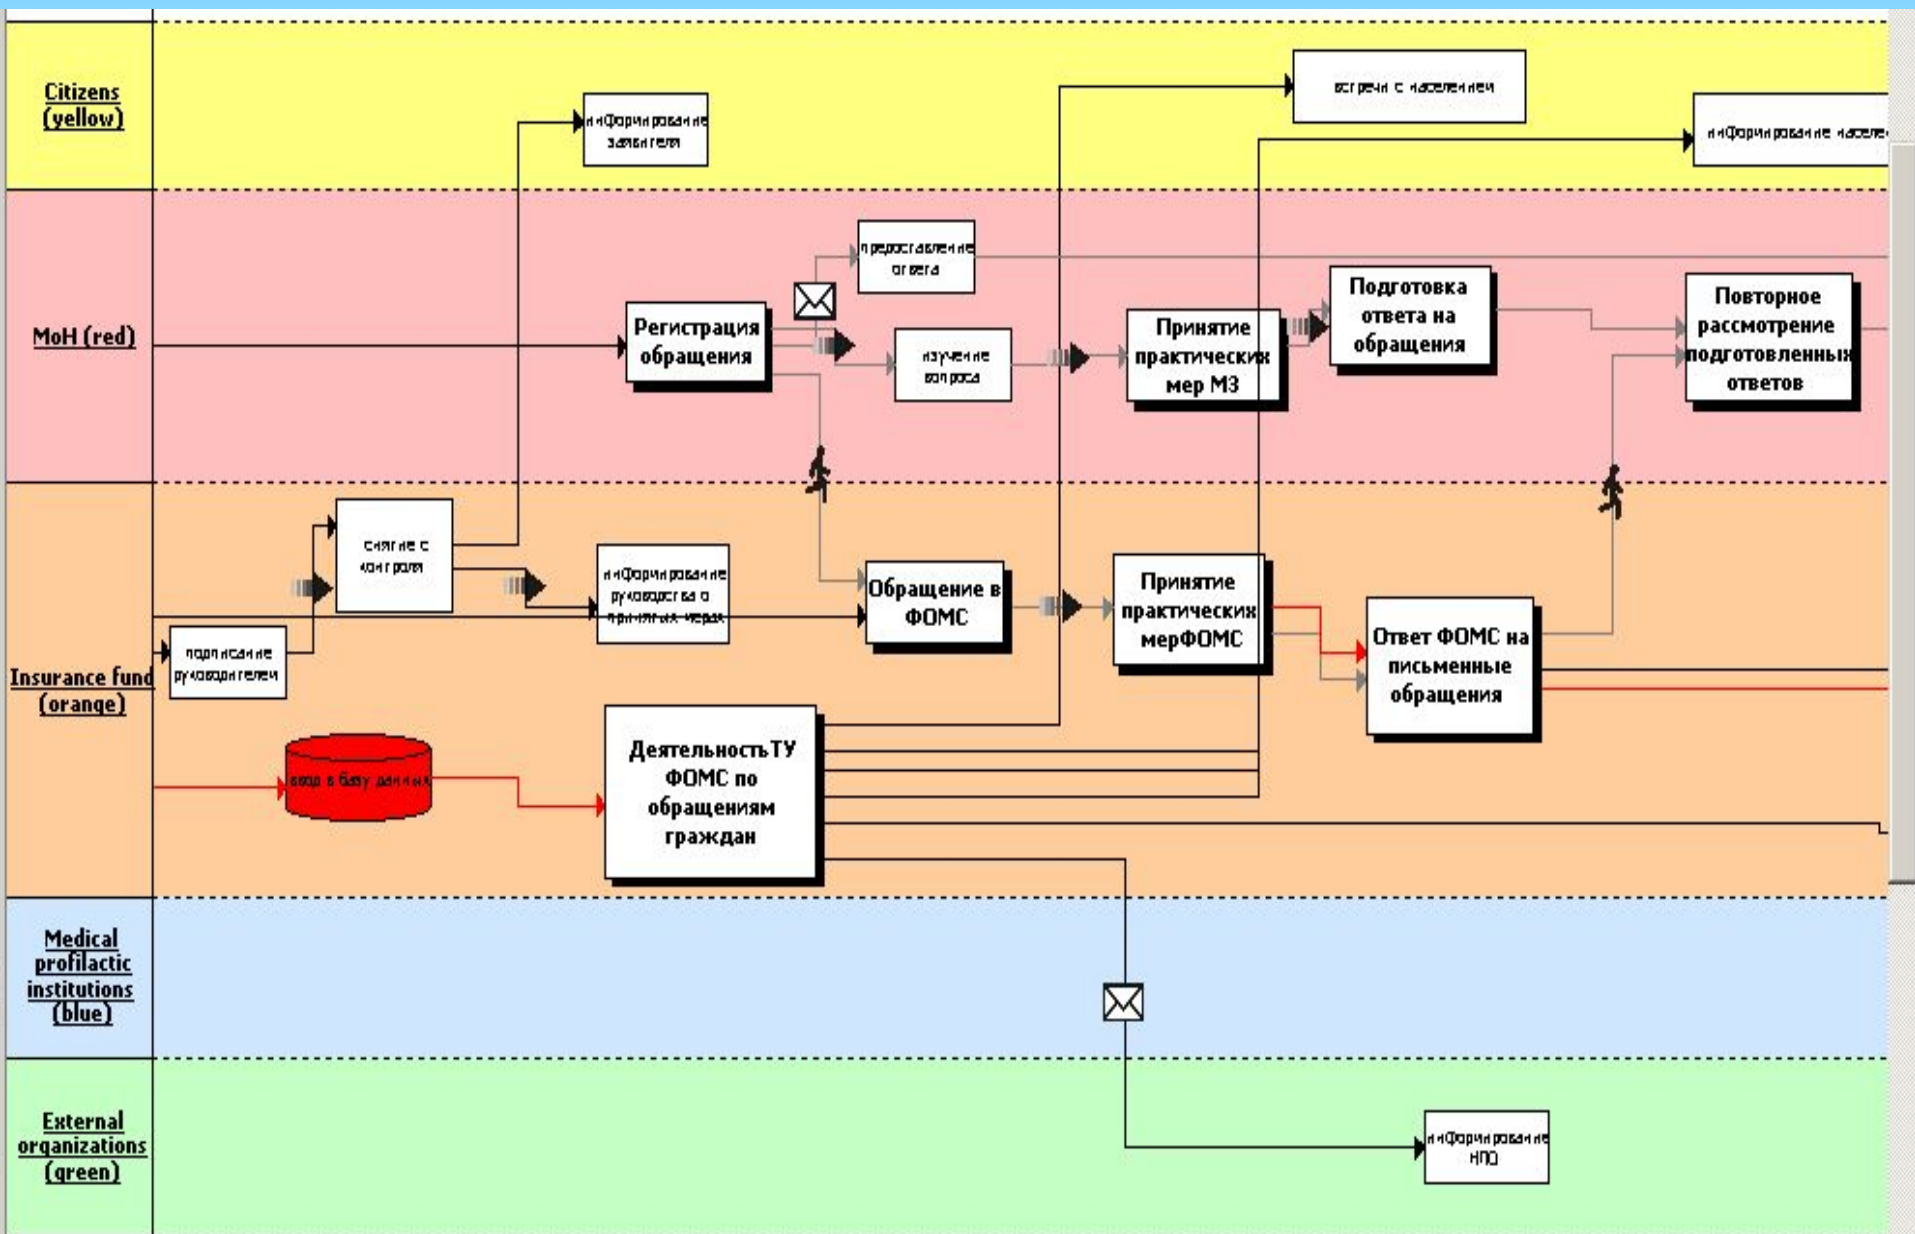 Citizens
(yellow)
встречи с населением
информирование
заявителя
информирование населе
MoH (red)
предоставление
ответа
Регистрация
обращения
изучение
вопроса
Принятие
практических
мер МЗ
Подготовка
ответа на
обращения
Повторное
рассмотрение
подготовленных
ответов
Insurance fund
(orange)
снятие с
контроля
информирование
руководства о
принятых мерах
подписание
руководителем
Обращение в
ФОМС
Принятие
практических
мерФОМС
Ответ ФОМС на
письменные
обращения
ввод в базу данных
ДеятельностьТУ
ФОМС по
обращениям
граждан
Medical
profilactic
institutions
(blue)
External
organizations
(green)
информирование
НПО